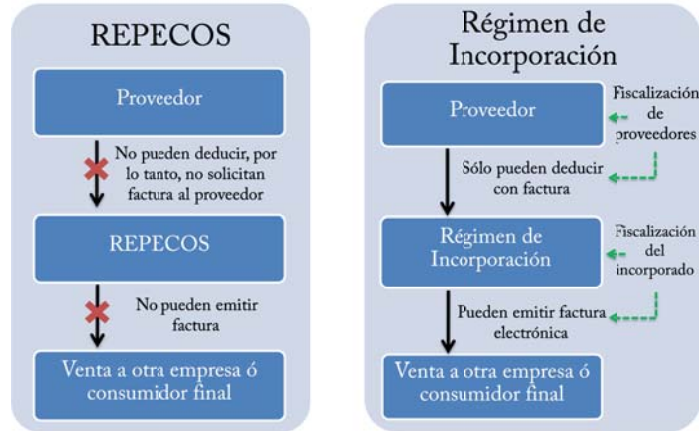 REPECOS
Proveedor
No pueden deducir, por
lo tanto, no solicitan
factura al proveedor
REPECOS
No pueden emitir
factura
Venta a otra empresa ó
consumidor final
Régimen de
Incorporación
Proveedor
Fiscalización
de
proveedores
Sólo pueden deducir
con factura
Régimen de
Incorporación
Fiscalización
del
incorporado
Pueden emitir factura
electrónica
Venta a otra empresa ó
consumidor final